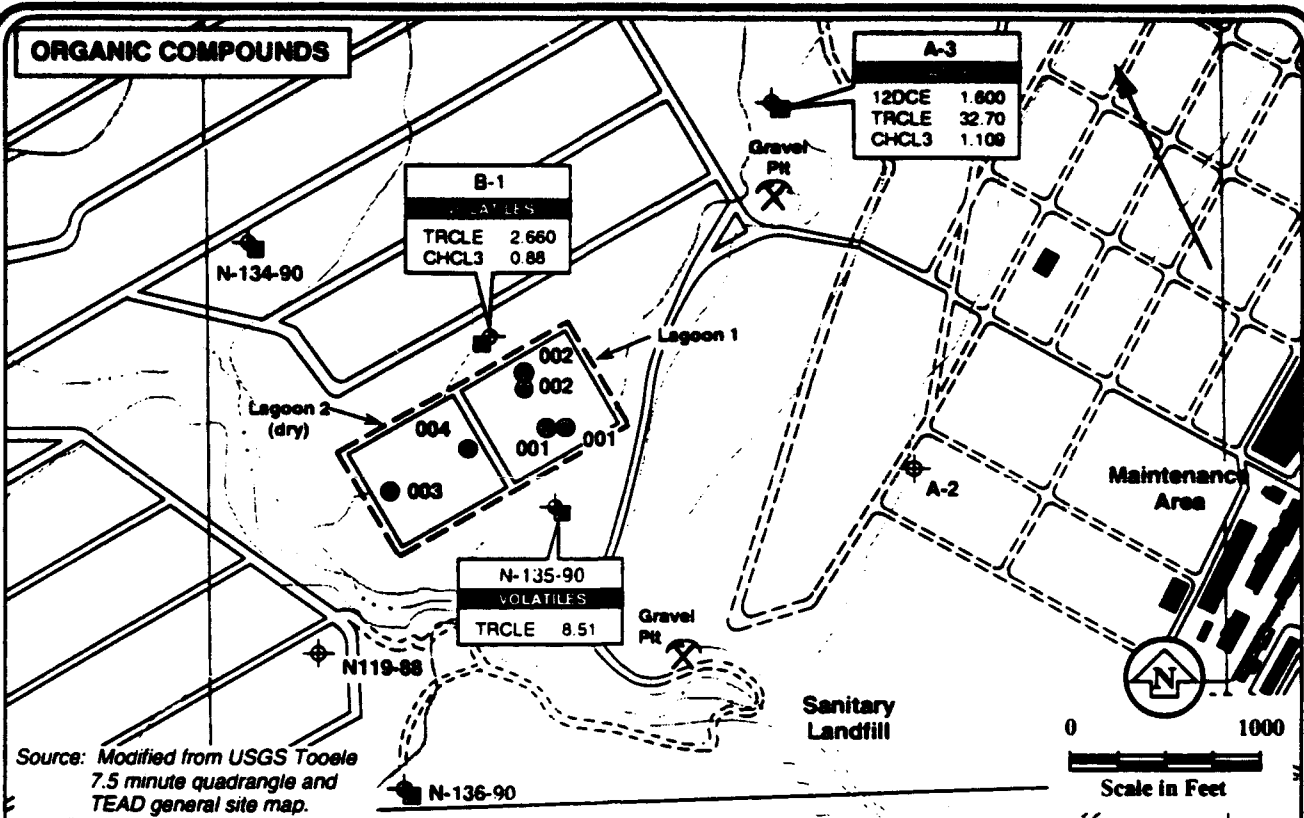 ORGANIC COMPOUNDS
A-3
12DCE 1.600
TRCLE 32.70
CHCL3 1.109
Gravel
Pit
B-1
VOLATILES
TRCLE 2.660
CHCL3 0.88
N-134-90
Lagoon 1
002
002
Lagoon 2
(dry)
004
001
001
003
A-2
Maintenance
Area
N-135-90
VOLATILES
TRCLE 8.51
Gravel
Pit
N119-88
N
Sanitary
Landfill
0 1000
Scale in Feet
Source: Modified from USGS Tooele
7.5 minute quadrangle and
TEAD general site map.
N-136-90